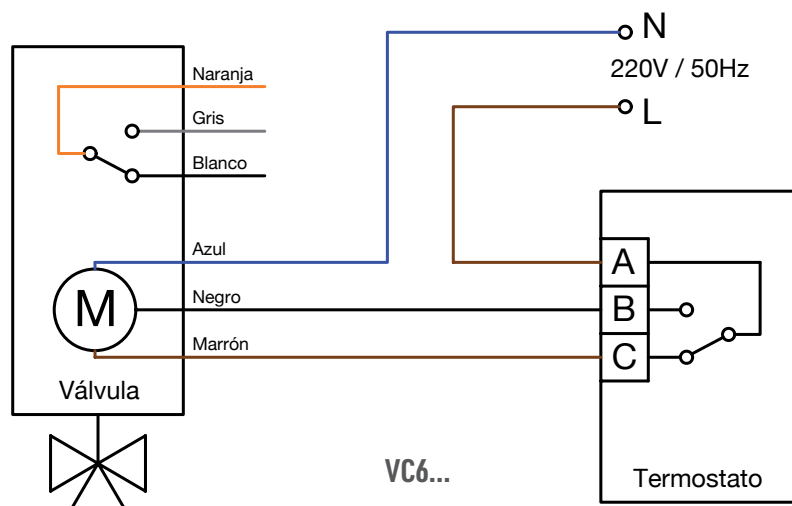 N
220V / 50Hz
L
Naranja
Gris
Blanco
Azul
Negro
Marrón
M
Válvula
A
B
C
Termostato
VC6...